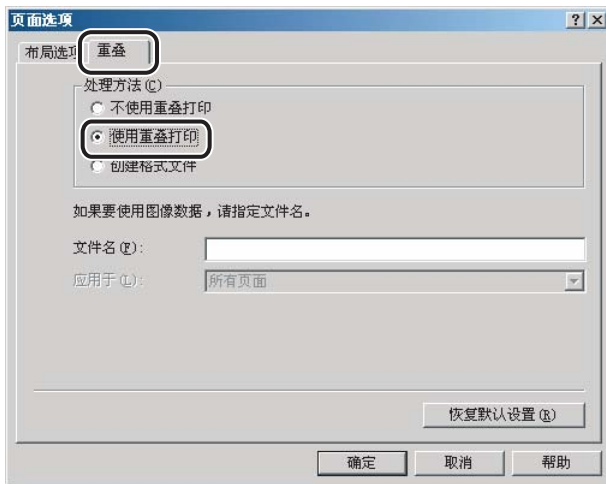 页面选项
布局选项 重叠
处理方法(C)
不使用重叠打印
使用重叠打印
创建格式文件
如果要使用图像数据，请指定文件名。
文件名(F):
应用于(L): 所有页面
恢复默认设置(R)
确定 取消 帮助